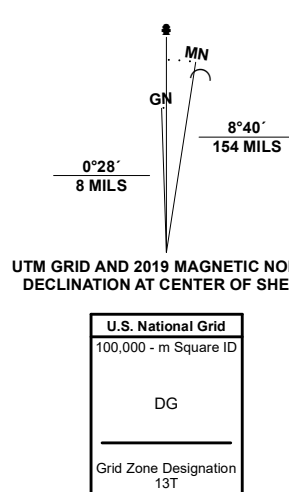 MN
GN
8°40´
154 MILS
0°28´
8 MILS
UTM GRID AND 2019 MAGNETIC NO
DECLINATION AT CENTER OF SHE
U.S. National Grid
100,000 - m Square ID
DG
Grid Zone Designation
13T